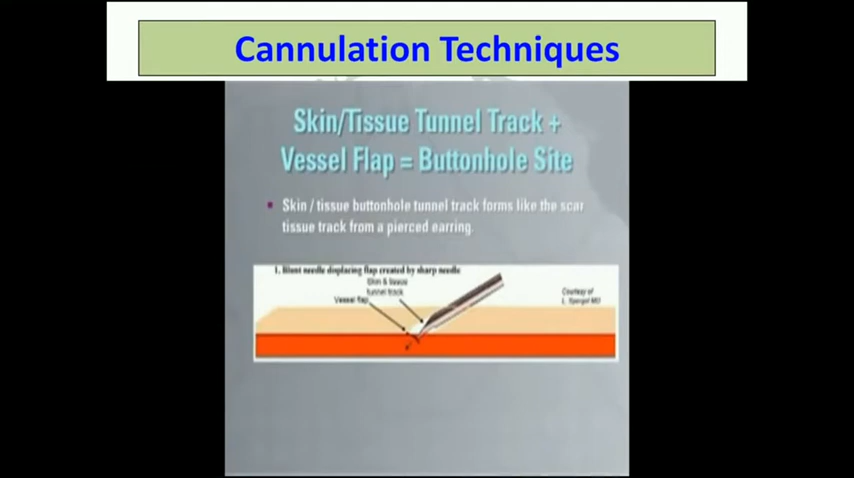 Cannulation Techniques
Skin/Tissue Tunnel Track +
Vessel Flap = Buttonhole Site
Skin / tissue buttonhole tunnel track forms like the scar
tissue track from a pierced earring.
1. Blunt needle displacing flap created by sharp needle
Skin & tissue
tunnel track
Vessel flap
Courtesy of
L. MD